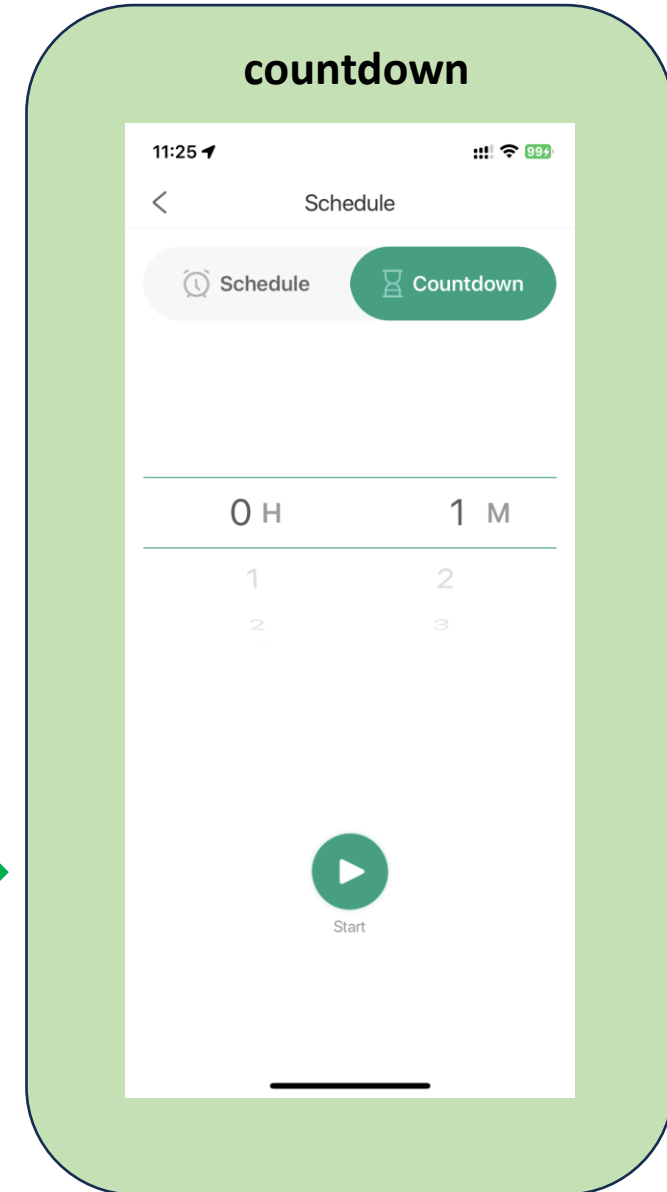 countdown
11:25
99+
Schedule
Schedule Countdown
0 H 1 M
1 2
2 3
Start